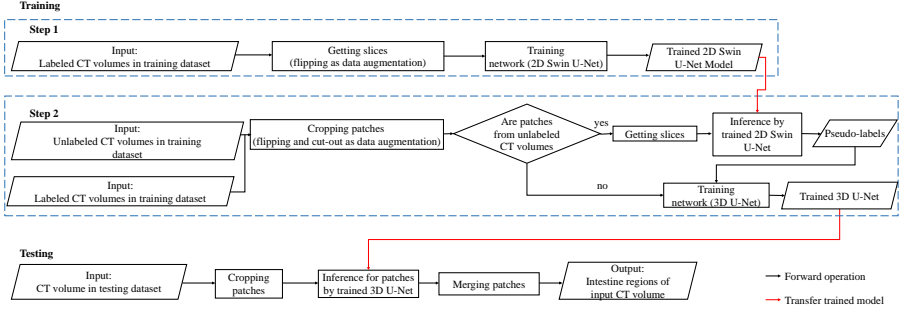 Training
Step 1
Input:
Labeled CT volumes in training dataset
Getting slices
(flipping as data augmentation)
Training
network (2D Swin U-Net)
Trained 2D Swin
U-Net Model
Step 2
Input:
Unlabeled CT volumes in training
dataset
Cropping patches
(flipping and cut-out as data augmentation)
Are patches
from unlabeled
CT volumes
yes
Getting slices
Inference by
trained 2D Swin
U-Net
Pseudo-labels
Input:
Labeled CT volumes in training dataset
no
Training
network (3D U-Net)
Trained 3D U-Net
Testing
Input:
CT volume in testing dataset
Cropping
patches
Inference for patches
by trained 3D U-Net
Merging patches
Output:
Intestine regions of
input CT volume
Forward operation
Transfer trained model